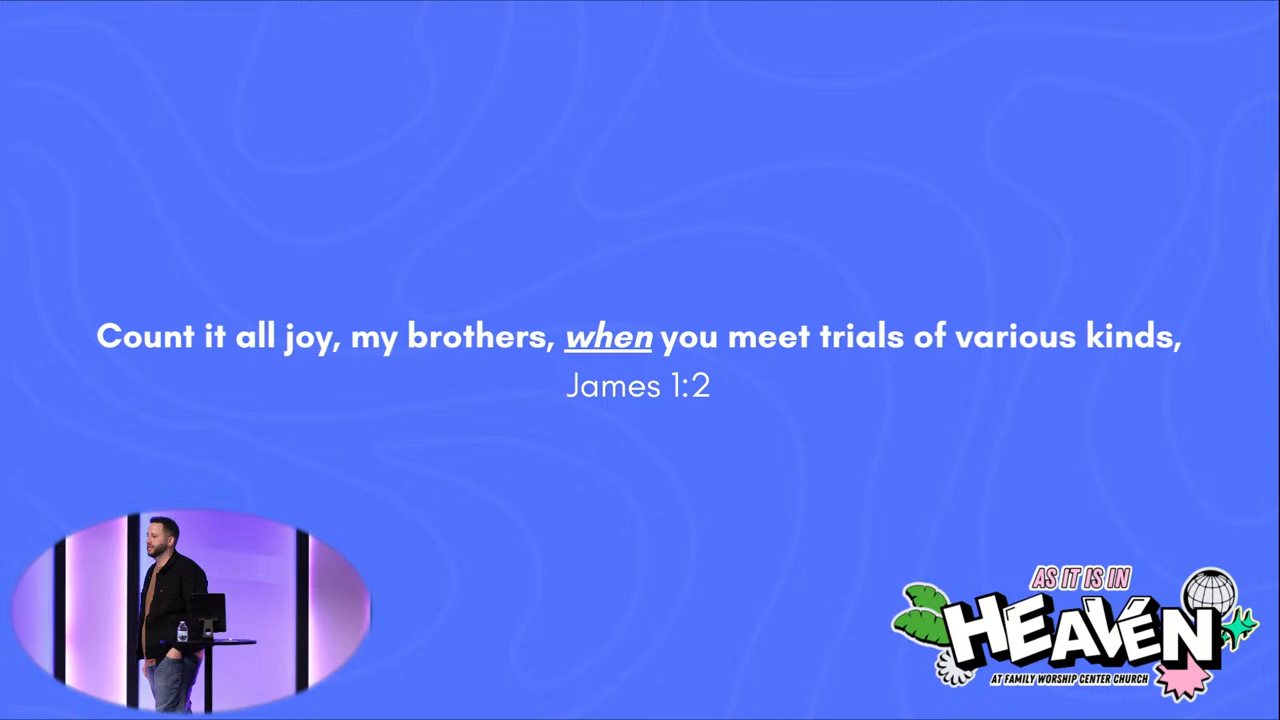 Count it all joy, my brothers, when you meet trials of various kinds,
James 1:2
AS IT IS IN
HEAVEN
AT FAMILY WORSHIP CENTER CHURCH